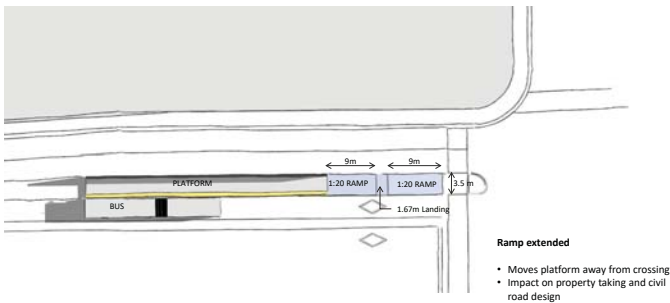 9m
9m
PLATFORM
1:20 RAMP
1:20 RAMP
3.5 m
BUS
1.67m Landing
Ramp extended
• Moves platform away from crossing
• Impact on property taking and civil
road design